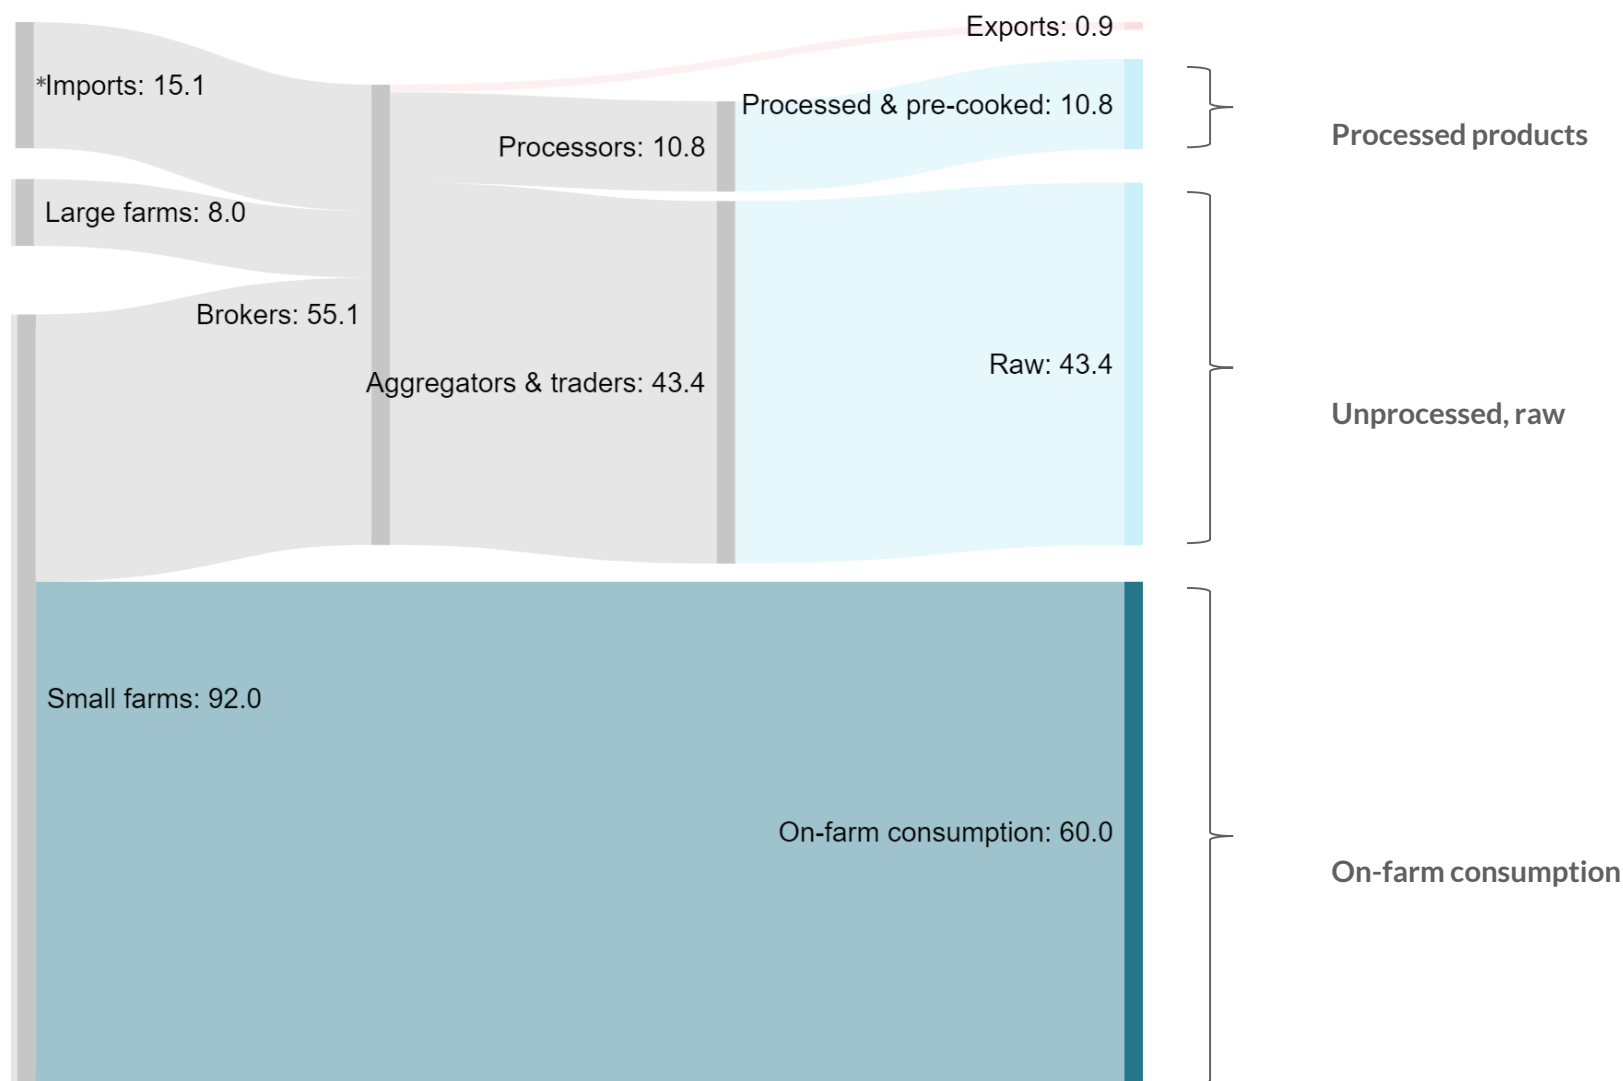 Exports: 0.9
*Imports: 15.1
Processed & pre-cooked: 10.8
Processed products
Processors: 10.8
Large farms: 8.0
Brokers: 55.1
Raw: 43.4
Aggregators & traders: 43.4
Unprocessed, raw
Small farms: 92.0
On-farm consumption: 60.0
On-farm consumption